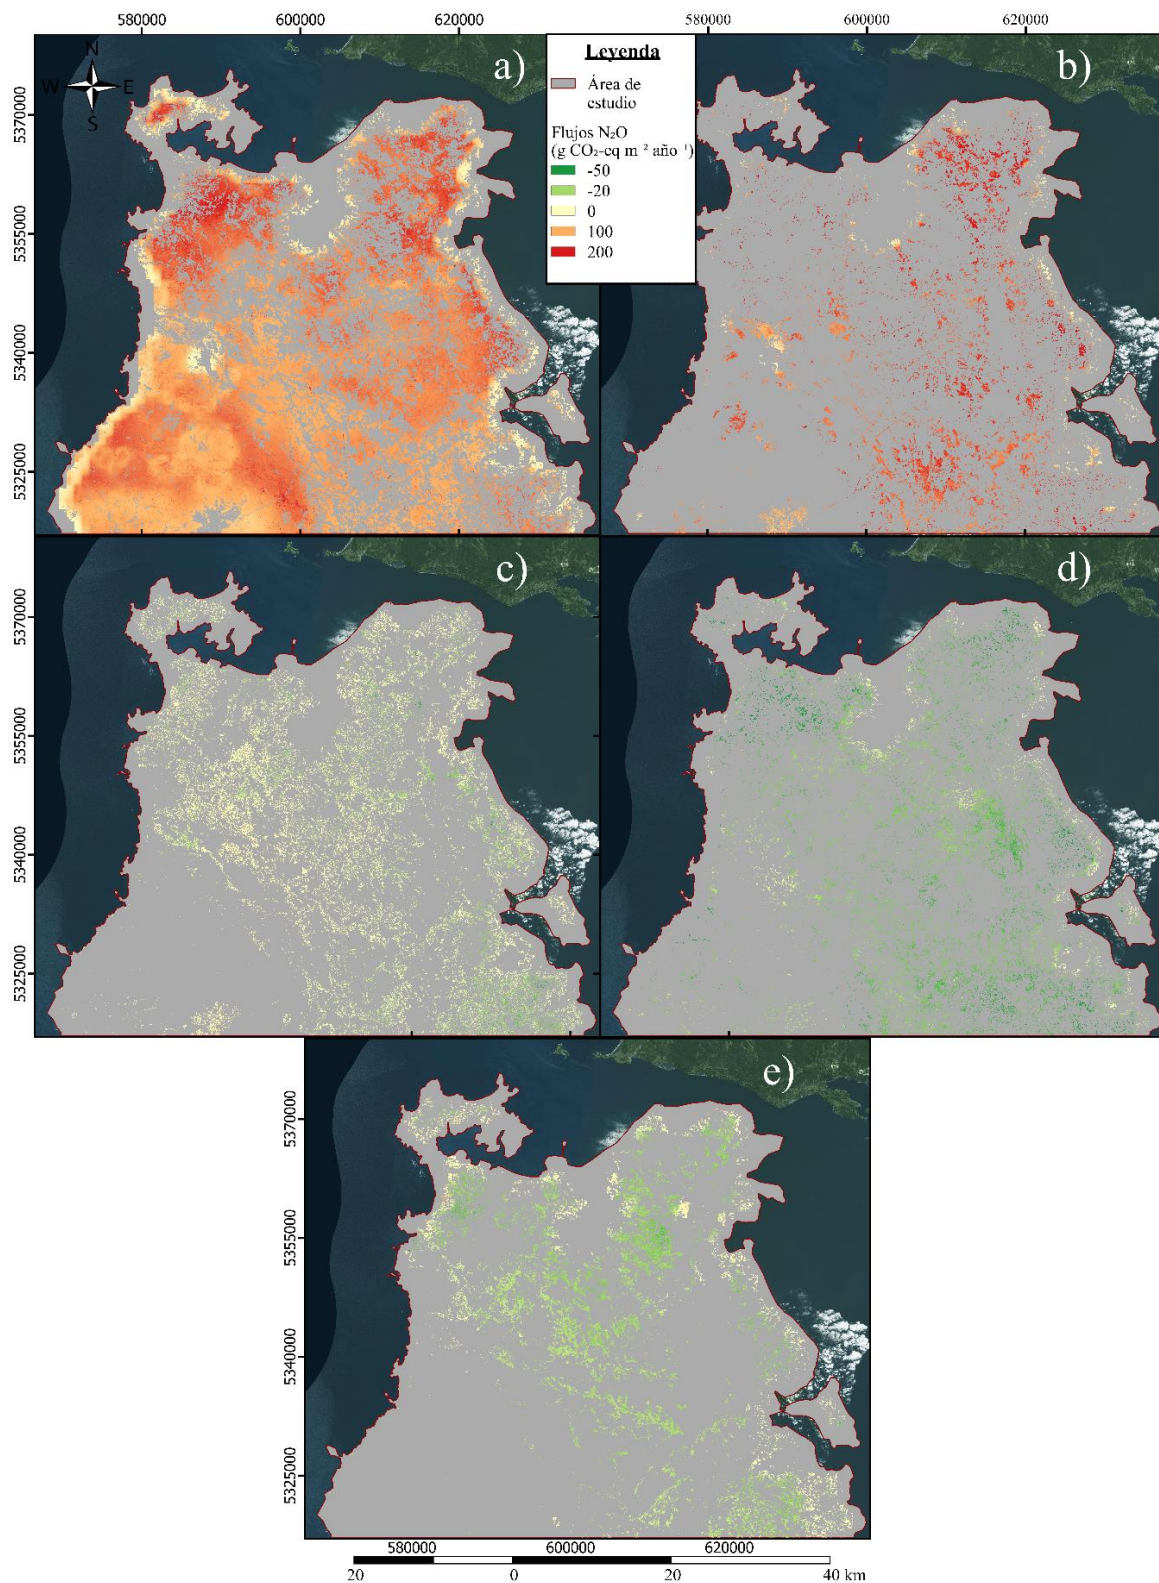 580000 600000 620000 580000 600000 620000
N
W E
S
a)
Leyenda
Área de
estudio
Flujos N₂O
(g CO₂-eq m⁻² año⁻¹)
-50
-20
0
100
200
b)
5370000
5355000
5340000
5325000
c)
d)
5370000
5355000
5340000
5325000
e)
5370000
5355000
5340000
5325000
580000 600000 620000
20 0 20 40 km